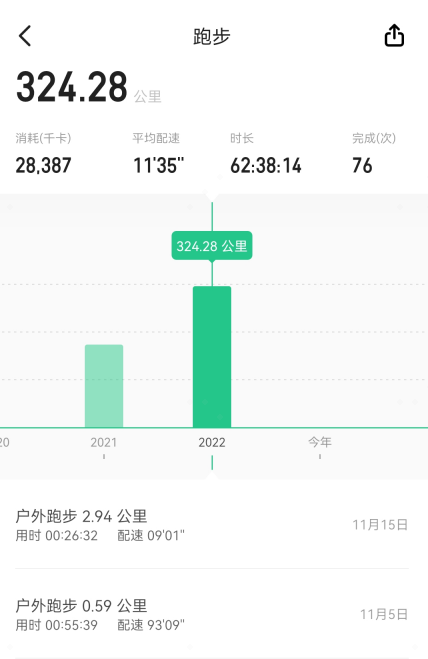 跑步
324.28 公里
消耗(千卡) 平均配速 时长 完成(次)
28,387 11'35" 62:38:14 76
324.28 公里
20 2021 2022 今年
户外跑步 2.94 公里
11月15日
用时 00:26:32 配速 09'01"
户外跑步 0.59 公里
11月5日
用时 00:55:39 配速 93'09"